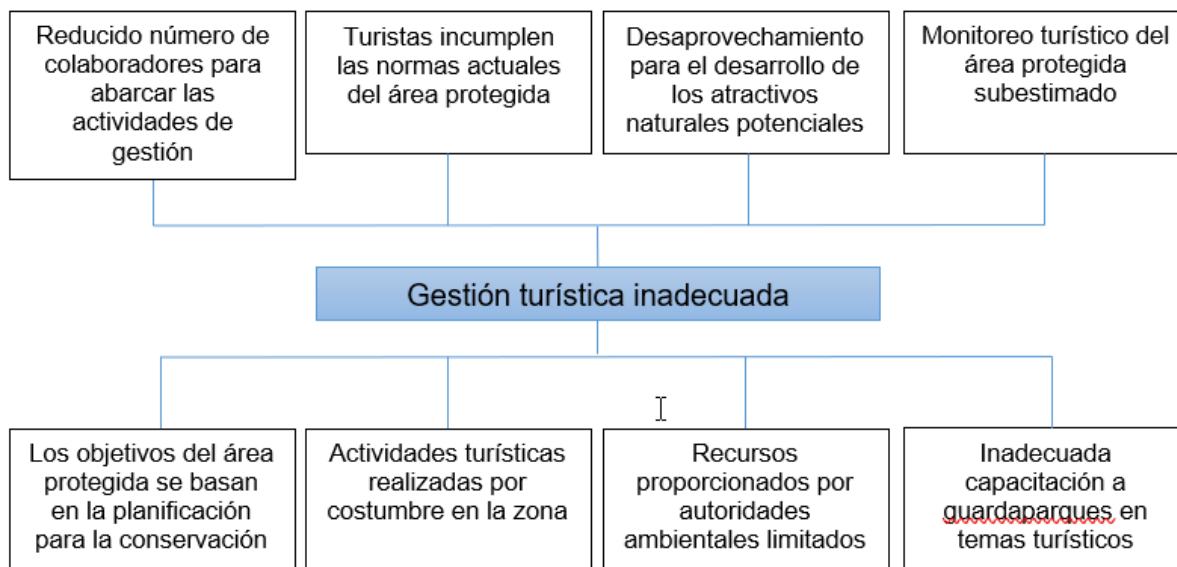 Reducido número de
colaboradores para
abarcar las
actividades de
gestión
Turistas incumplen
las normas actuales
del área protegida
Desaprovechamiento
para el desarrollo de
los atractivos
naturales potenciales
Monitoreo turístico del
área protegida
subestimado
Gestión turística inadecuada
Los objetivos del área
protegida se basan
en la planificación
para la conservación
Actividades turísticas
realizadas por
costumbre en la zona
Recursos
proporcionados por
autoridades
ambientales limitados
Inadecuada
capacitación a
guardaparques en
temas turísticos